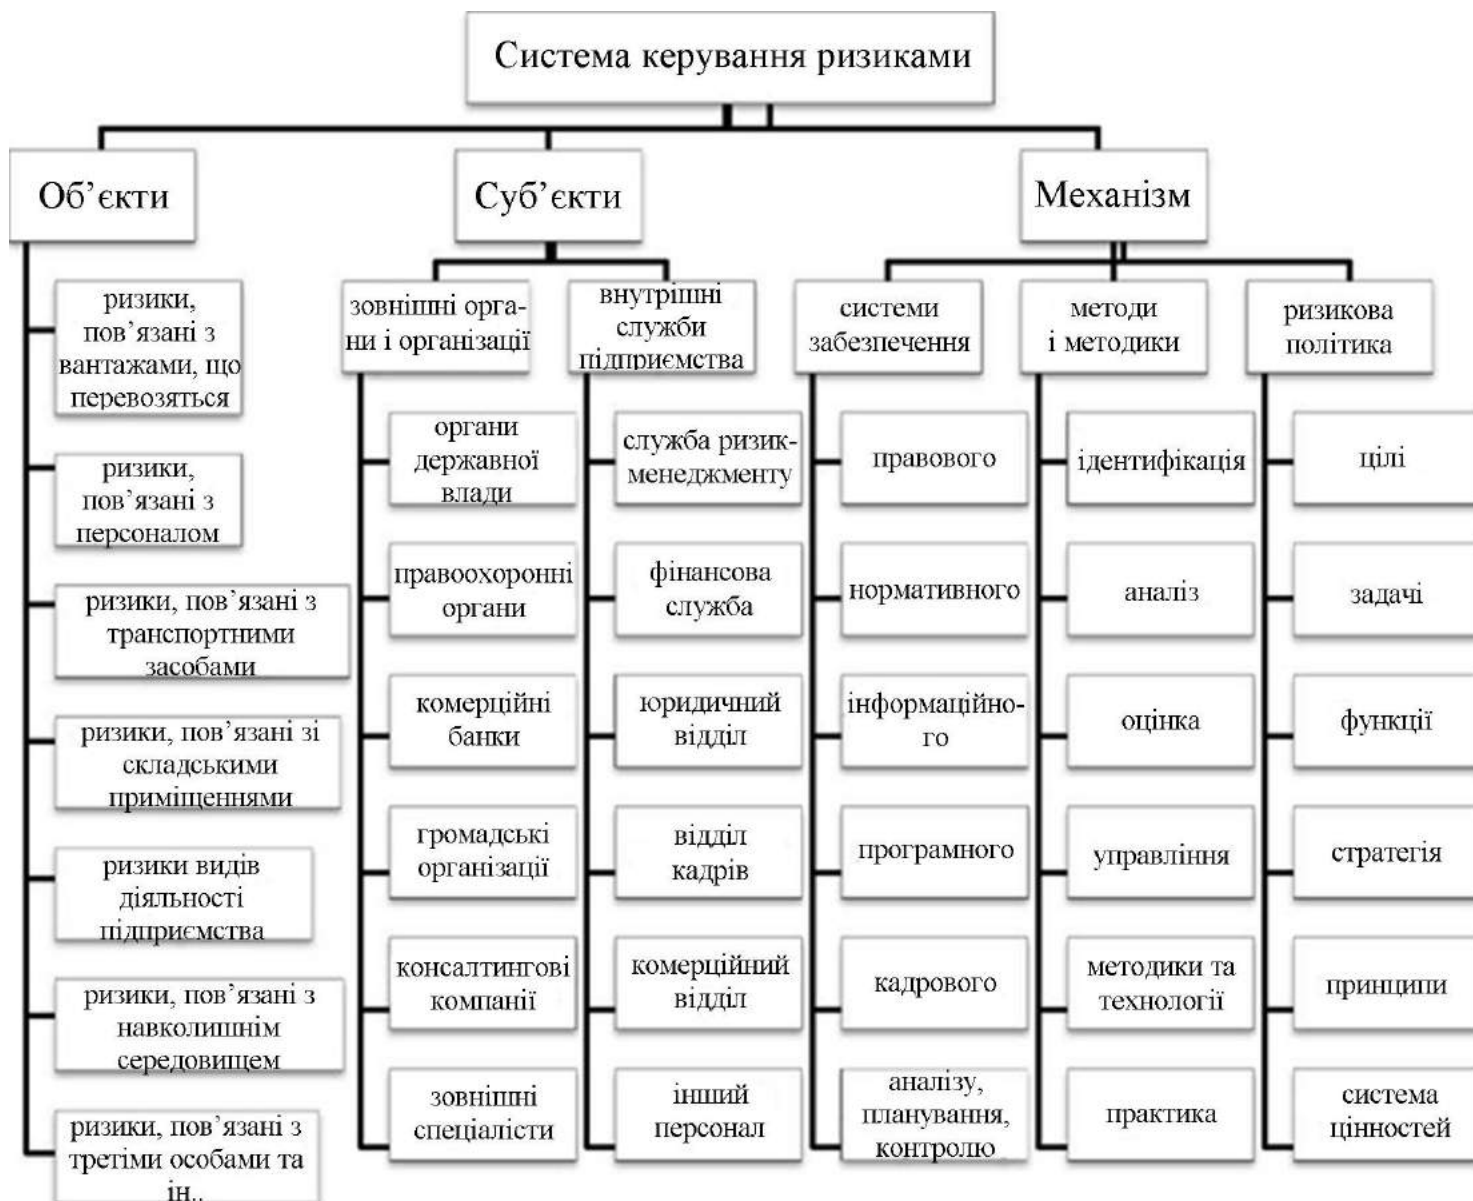 Система керування ризиками
Об’єкти
Суб’єкти
Механізм
ризики,
пов’язані з
вантажами, що
перевозяться
ризики,
пов’язані з
персоналом
ризики, пов’язані з
транспортними
засобами
ризики, пов’язані зі
складськими
приміщеннями
ризики видів
діяльності
підприємства
ризики, пов’язані з
навколишнім
середовищем
ризики, пов’язані з
третіми особами та
ін..
зовнішні орга-
ни і організації
органи
державної
влади
правоохоронні
органи
комерційні
банки
громадські
організації
консалтингові
компанії
зовнішні
спеціалісти
внутрішні
служби
підприємства
служба ризик-
менеджменту
фінансова
служба
юридичний
відділ
відділ
кадрів
комерційний
відділ
інший
персонал
системи
забезпечення
правового
нормативного
інформаційно-
го
програмного
кадрового
аналізу,
планування,
контролю
методи
і методики
ідентифікація
аналіз
оцінка
управління
методики та
технології
практика
ризикова
політика
цілі
задачі
функції
стратегія
принципи
система
цінностей